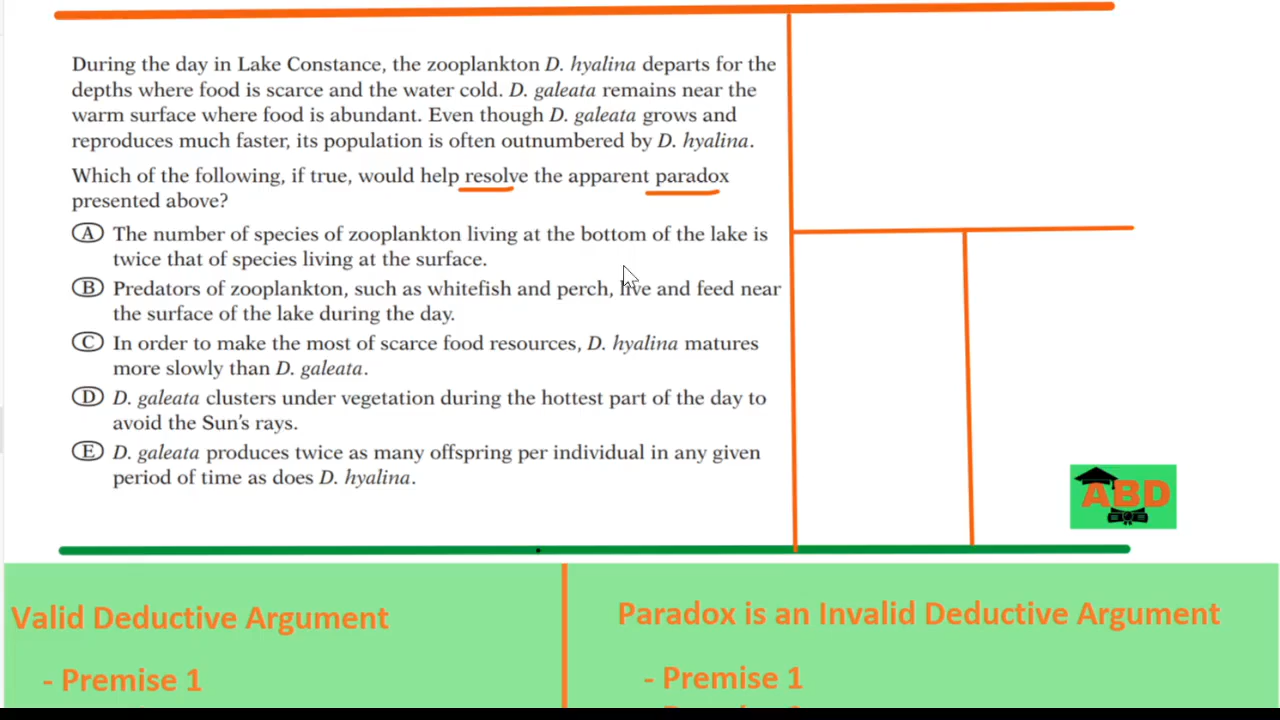 During the day in Lake Constance, the zooplankton D. hyalina departs for the
depths where food is scarce and the water cold. D. galeata remains near the
warm surface where food is abundant. Even though D. galeata grows and
reproduces much faster, its population is often outnumbered by D. hyalina.
Which of the following, if true, would help resolve the apparent paradox
presented above?
A The number of species of zooplankton living at the bottom of the lake is
twice that of species living at the surface.
B Predators of zooplankton, such as whitefish and perch, live and feed near
the surface of the lake during the day.
C In order to make the most of scarce food resources, D. hyalina matures
more slowly than D. galeata.
D D. galeata clusters under vegetation during the hottest part of the day to
avoid the Sun's rays.
E D. galeata produces twice as many offspring per individual in any given
period of time as does D. hyalina.
ABD
Valid Deductive Argument
- Premise 1
Paradox is an Invalid Deductive Argument
- Premise 1